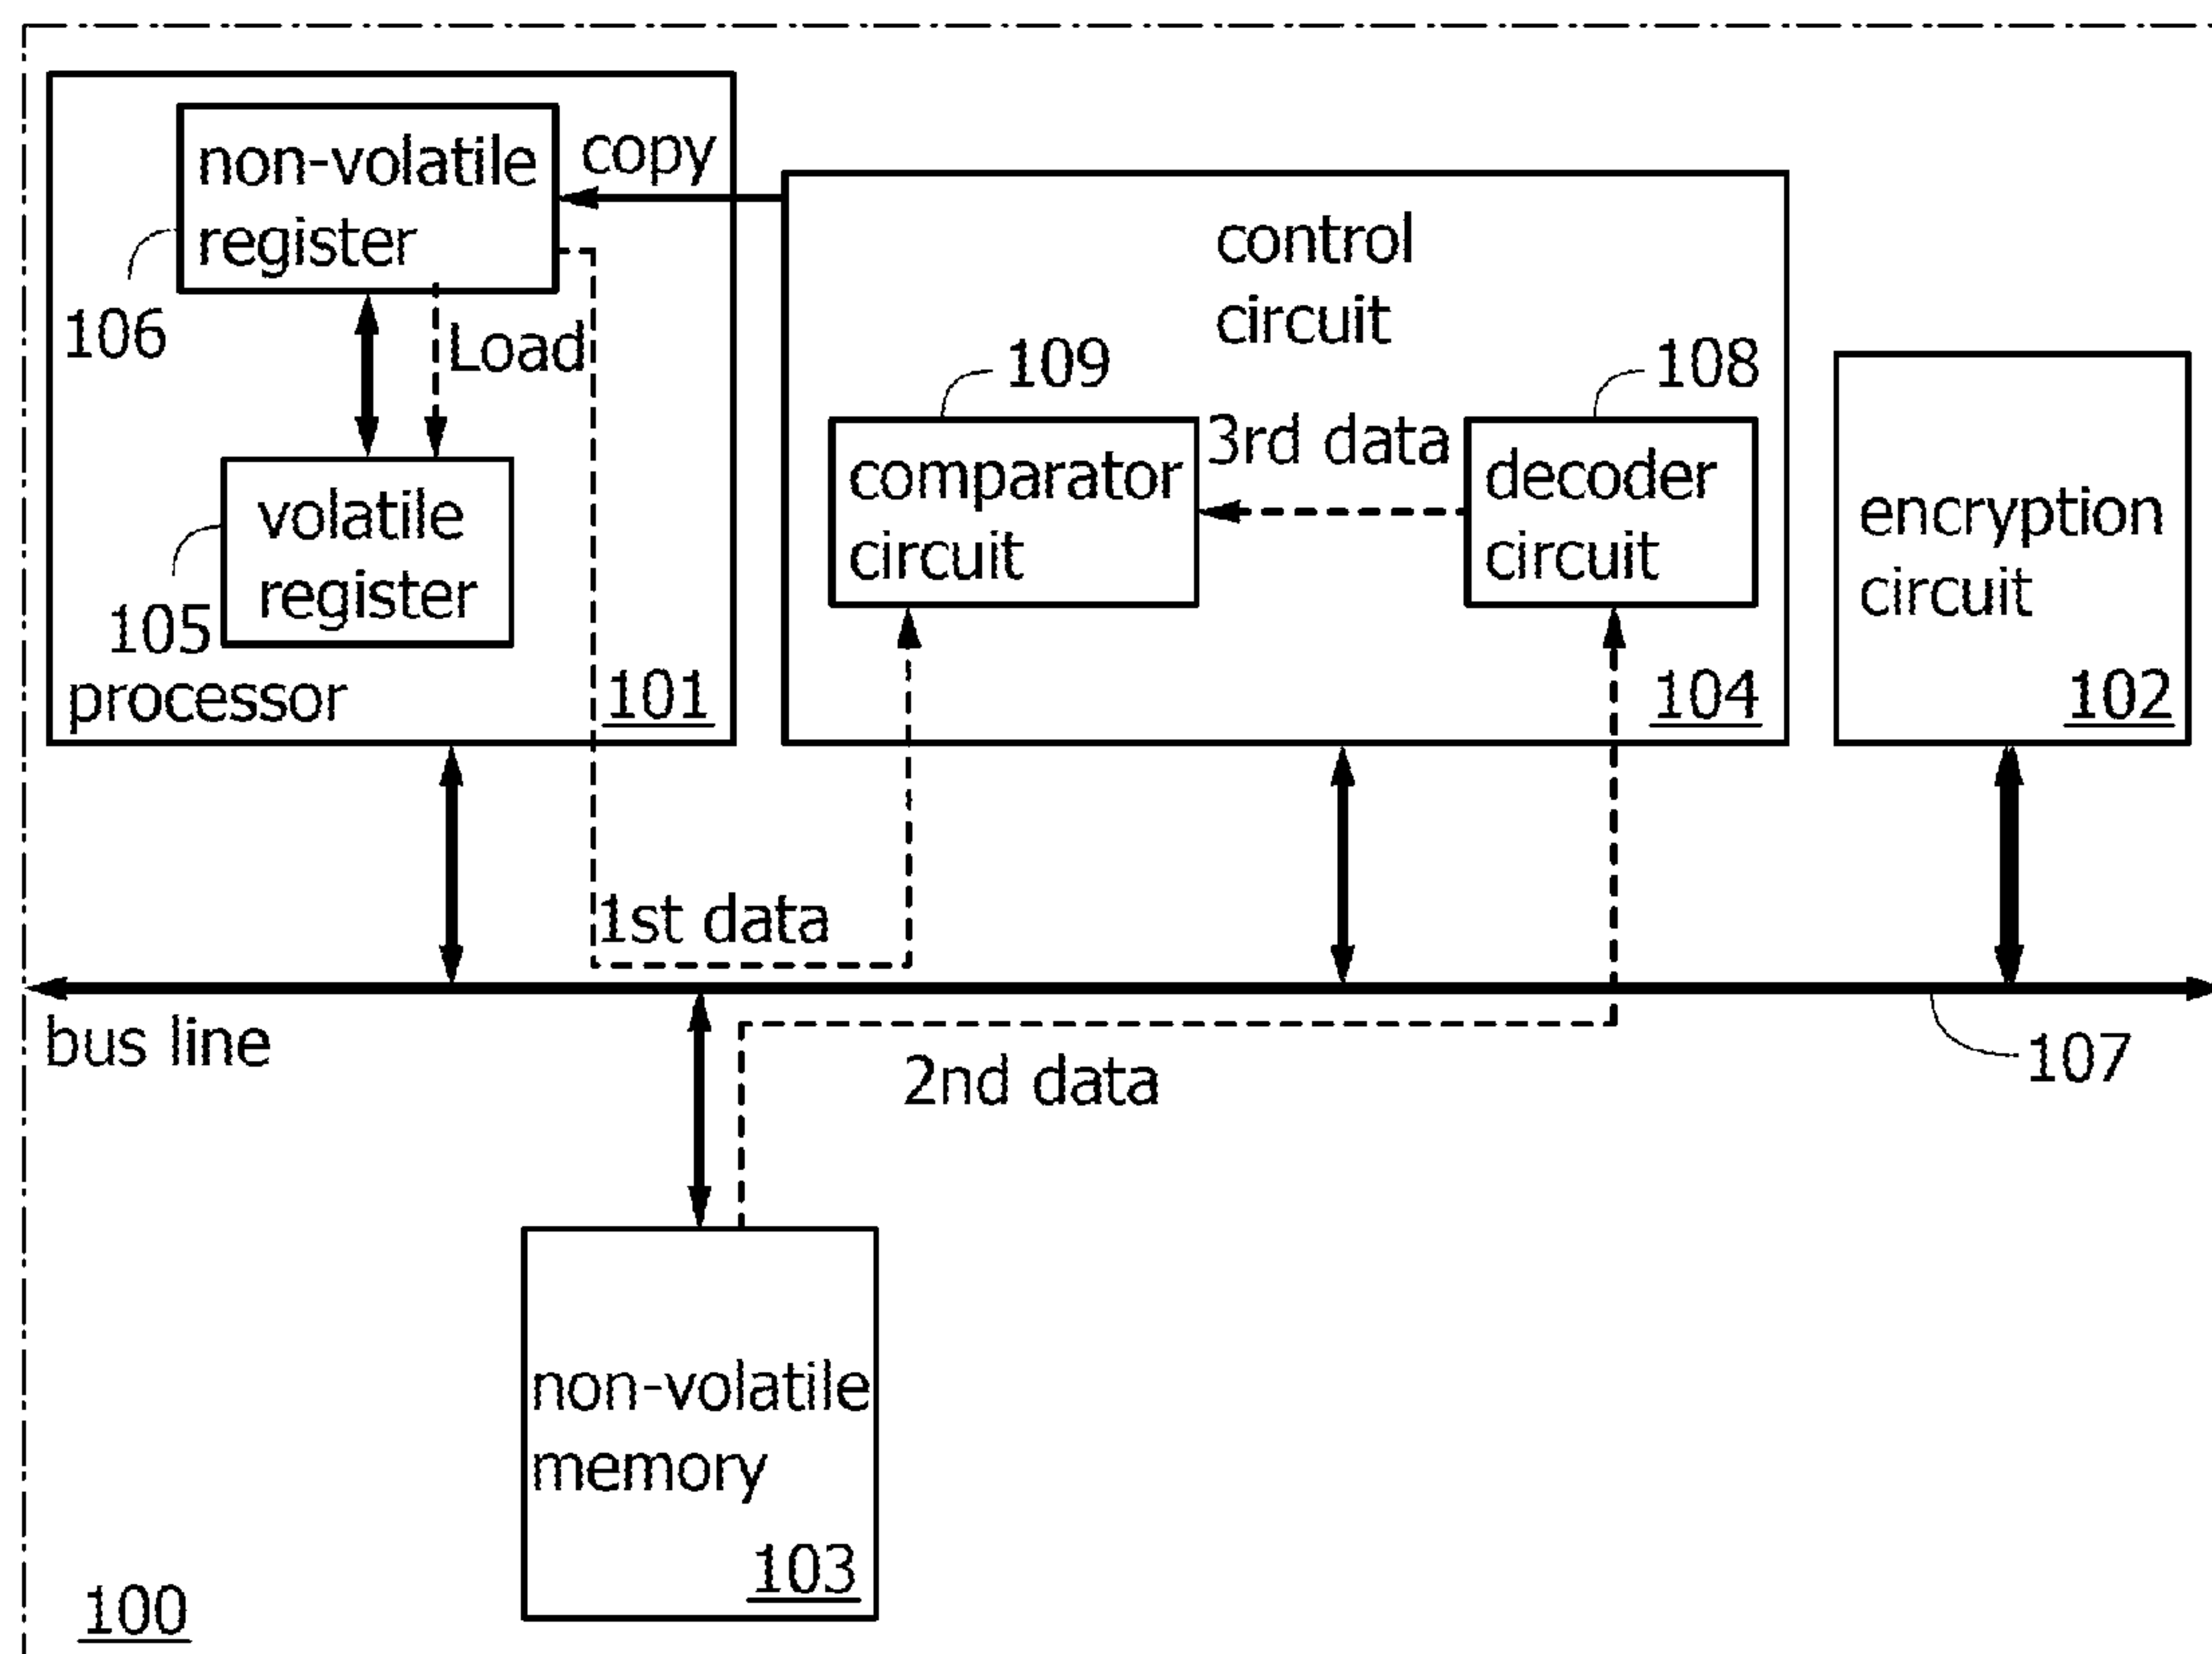 non-volatile
register
copy
106
Load
volatile
register
105
processor
101
control
circuit
109
108
comparator
circuit
3rd data
decoder
circuit
104
encryption
circuit
102
1st data
bus line
2nd data
107
non-volatile
memory
103
100